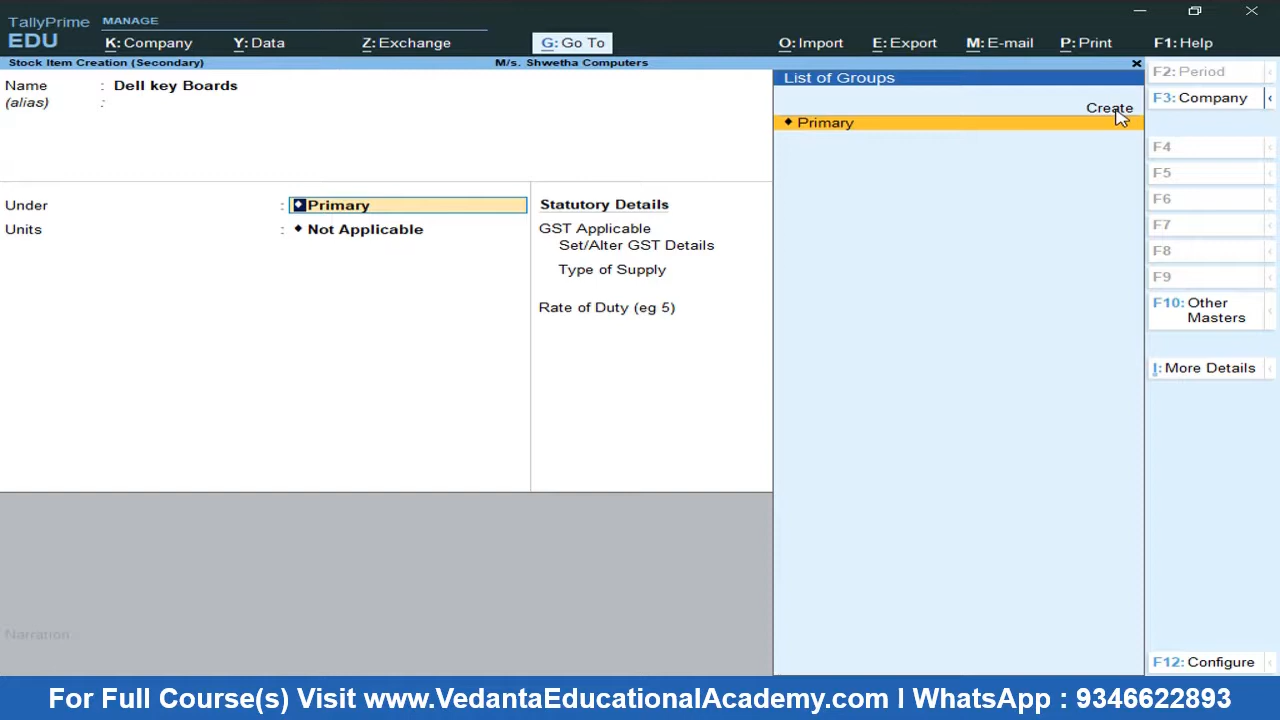 TallyPrime
EDU
MANAGE
K: Company
Y: Data
Z: Exchange
G: Go To
O: Import
E: Export
M: E-mail
P: Print
F1: Help
Stock Item Creation (Secondary)
M/s. Shwetha Computers
Name : Dell key Boards
(alias) :
Under : Primary
Units : Not Applicable
Statutory Details
GST Applicable
Set/Alter GST Details
Type of Supply
Rate of Duty (eg 5)
Narration
List of Groups
Create
Primary
F2: Period
F3: Company
F4
F5
F6
F7
F8
F9
F10: Other
Masters
I: More Details
F12: Configure
For Full Course(s) Visit www.VedantaEducationalAcademy.com I WhatsApp : 9346622893